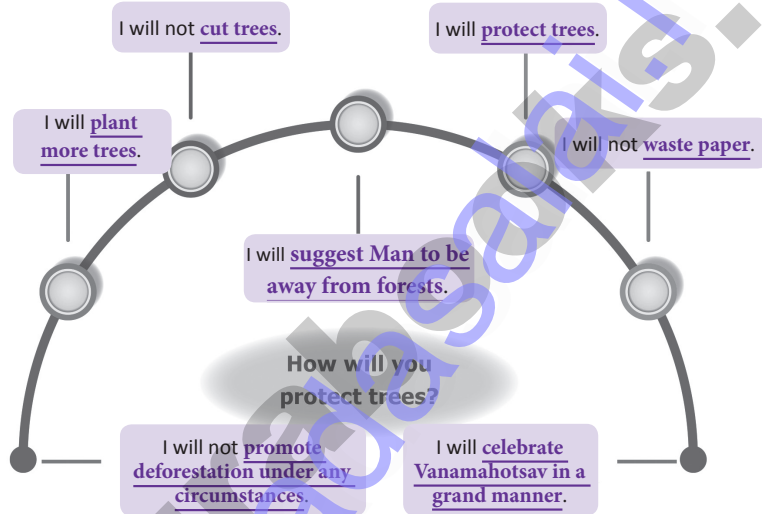 I will not cut trees.
I will protect trees.
I will plant
more trees.
I will not waste paper.
I will suggest Man to be
away from forests.
How will you
protect trees?
I will not promote
deforestation under any
circumstances.
I will celebrate
Vanamahotsav in a
grand manner.